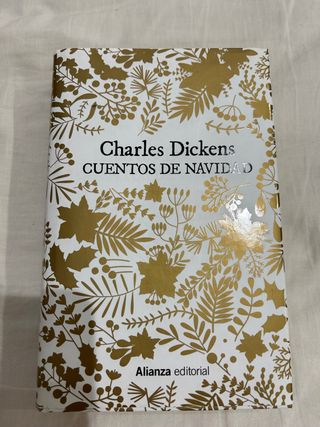 Charles Dickens
CUENTOS DE NAVIDAD
Alianza editorial